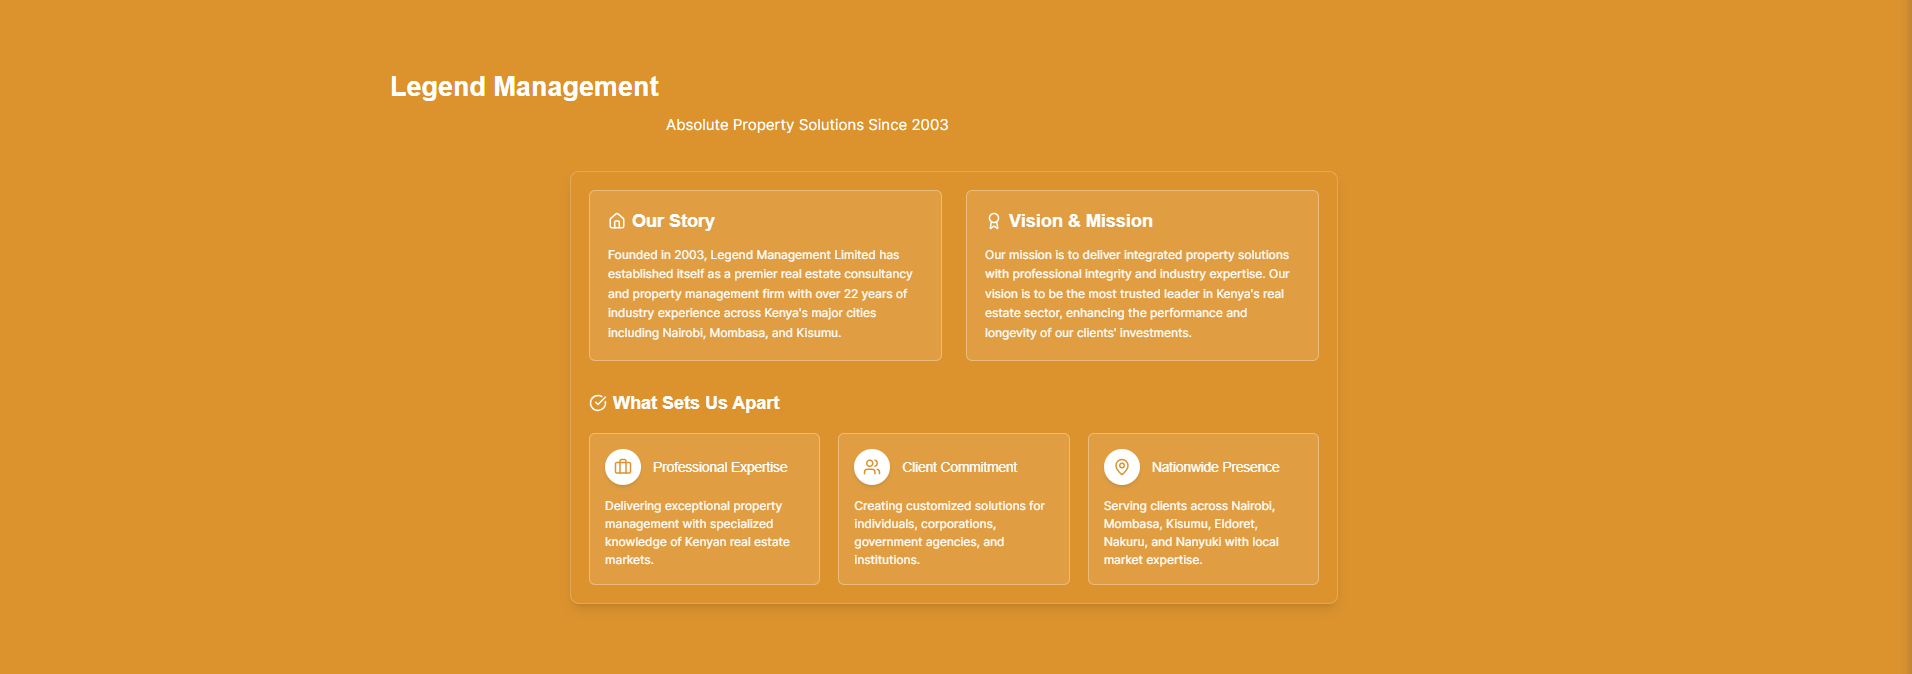 Legend Management
Absolute Property Solutions Since 2003
Our Story
Founded in 2003, Legend Management Limited has
established itself as a premier real estate consultancy
and property management firm with over 22 years of
industry experience across Kenya's major cities
including Nairobi, Mombasa, and Kisumu.
Vision & Mission
Our mission is to deliver integrated property solutions
with professional integrity and industry expertise. Our
vision is to be the most trusted leader in Kenya's real
estate sector, enhancing the performance and
longevity of our clients' investments.
What Sets Us Apart
Professional Expertise
Delivering exceptional property
management with specialized
knowledge of Kenyan real estate
markets.
Client Commitment
Creating customized solutions for
individuals, corporations,
government agencies, and
institutions.
Nationwide Presence
Serving clients across Nairobi,
Mombasa, Kisumu, Eldoret,
Nakuru, and Nanyuki with local
market expertise.